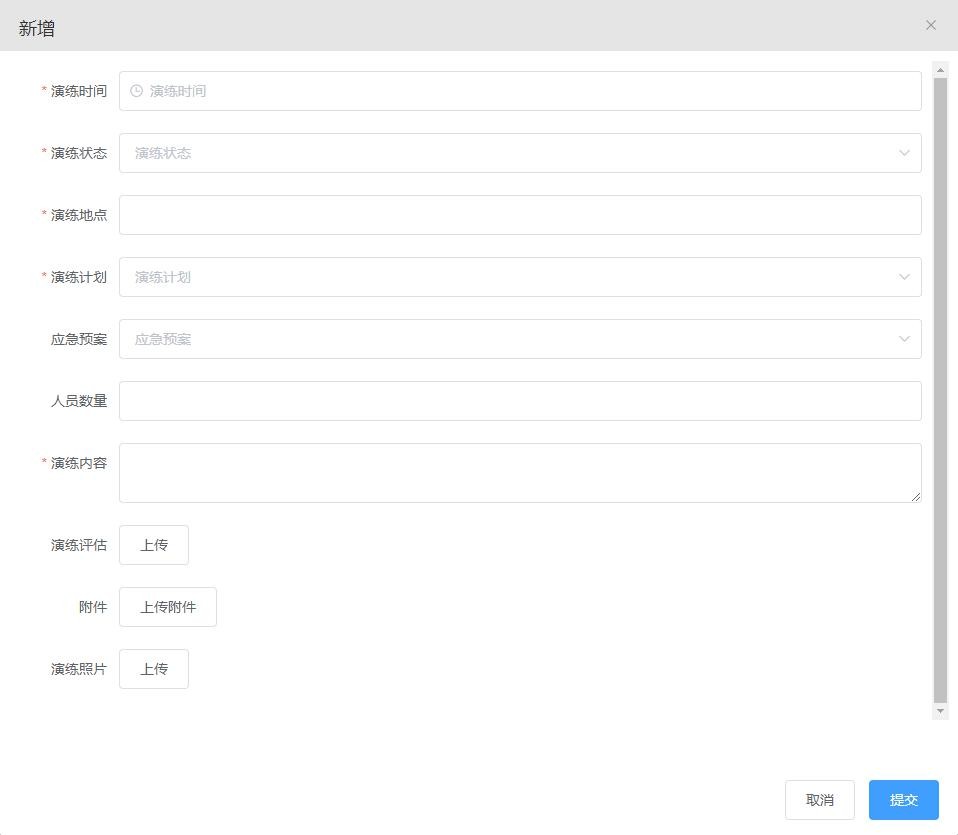 新增
* 演练时间 演练时间
* 演练状态 演练状态
* 演练地点
* 演练计划 演练计划
应急预案 应急预案
人员数量
* 演练内容
演练评估 上传
附件 上传附件
演练照片 上传
取消 提交